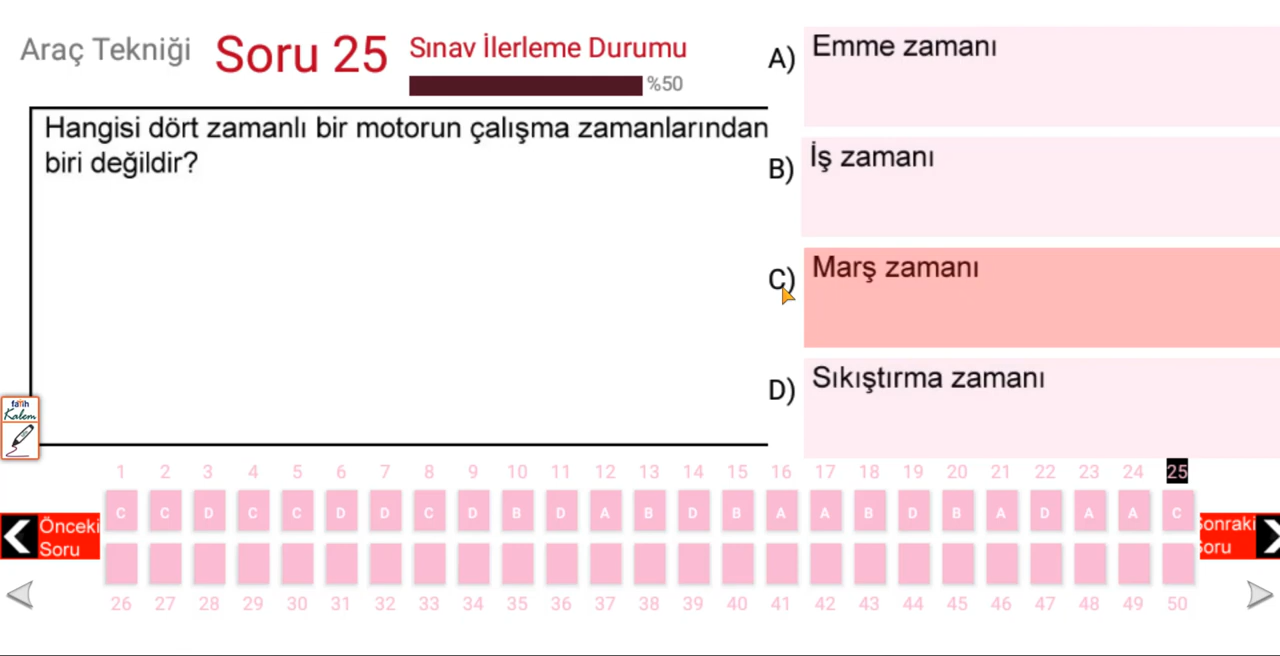 Araç Tekniği
Soru 25
Sınav İlerleme Durumu
%50
Hangisi dört zamanlı bir motorun çalışma zamanlarından
biri değildir?
A) Emme zamanı
B) İş zamanı
C) Marş zamanı
D) Sıkıştırma zamanı
fatih
Kalem
1 2 3 4 5 6 7 8 9 10 11 12 13 14 15 16 17 18 19 20 21 22 23 24 25
C C D C C D D C D B D A B D B A A B D B A D A A C
Önceki
Soru
Sonraki
Soru
26 27 28 29 30 31 32 33 34 35 36 37 38 39 40 41 42 43 44 45 46 47 48 49 50